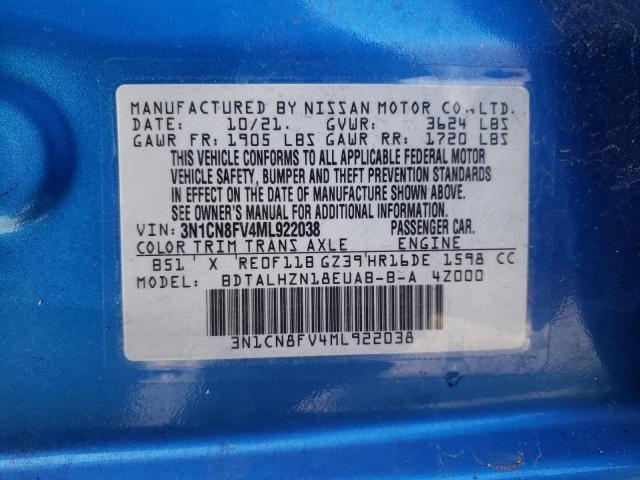 MANUFACTURED BY NISSAN MOTOR CO., LTD.
DATE: 10/21. GVWR: 3624 LBS
GAWR FR: 1905 LBS GAWR RR: 1720 LBS
THIS VEHICLE CONFORMS TO ALL APPLICABLE FEDERAL MOTOR
VEHICLE SAFETY, BUMPER AND THEFT PREVENTION STANDARDS
IN EFFECT ON THE DATE OF MANUFACTURE SHOWN ABOVE.
SEE OWNER'S MANUAL FOR ADDITIONAL INFORMATION.
VIN: 3N1CN8FV4ML922038 PASSENGER CAR.
COLOR TRIM TRANS AXLE ENGINE
B51 X RE0F11B GZ39 HR16DE 1598 CC
MODEL: BDTALHZN18EUAB-B-A 4Z000
3N1CN8FV4ML922038